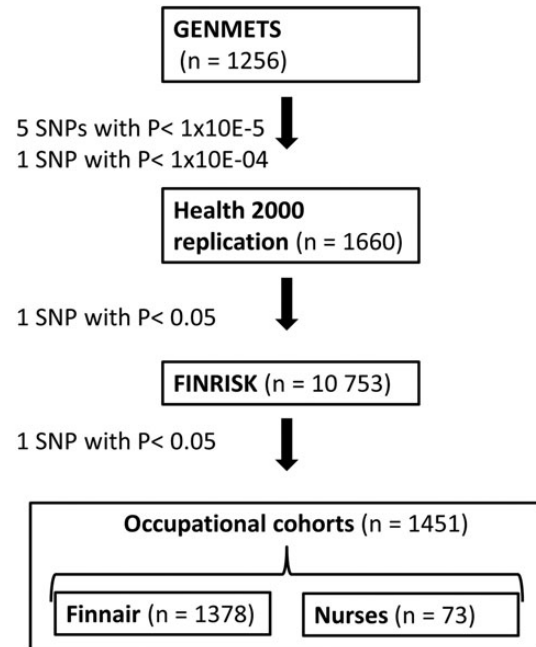 GENMETS
(n = 1256)
5 SNPs with P< 1x10E-5
1 SNP with P< 1x10E-04
Health 2000
replication (n = 1660)
1 SNP with P< 0.05
FINRISK (n = 10 753)
1 SNP with P< 0.05
Occupational cohorts (n = 1451)
Finnair (n = 1378)
Nurses (n = 73)